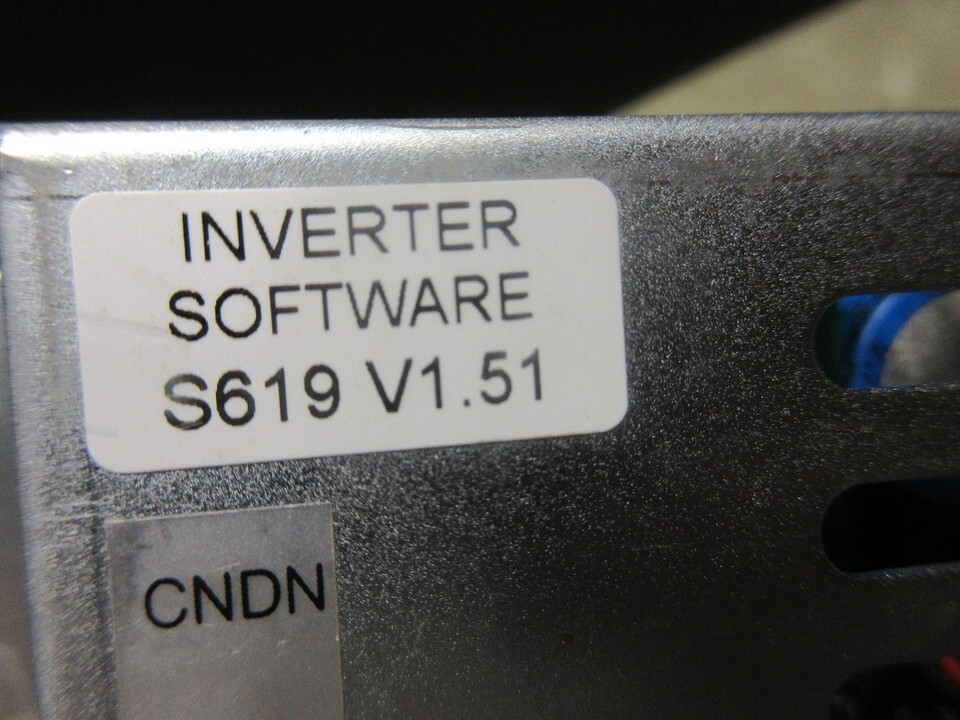 INVERTER
SOFTWARE
S619 V1.51
CNDN